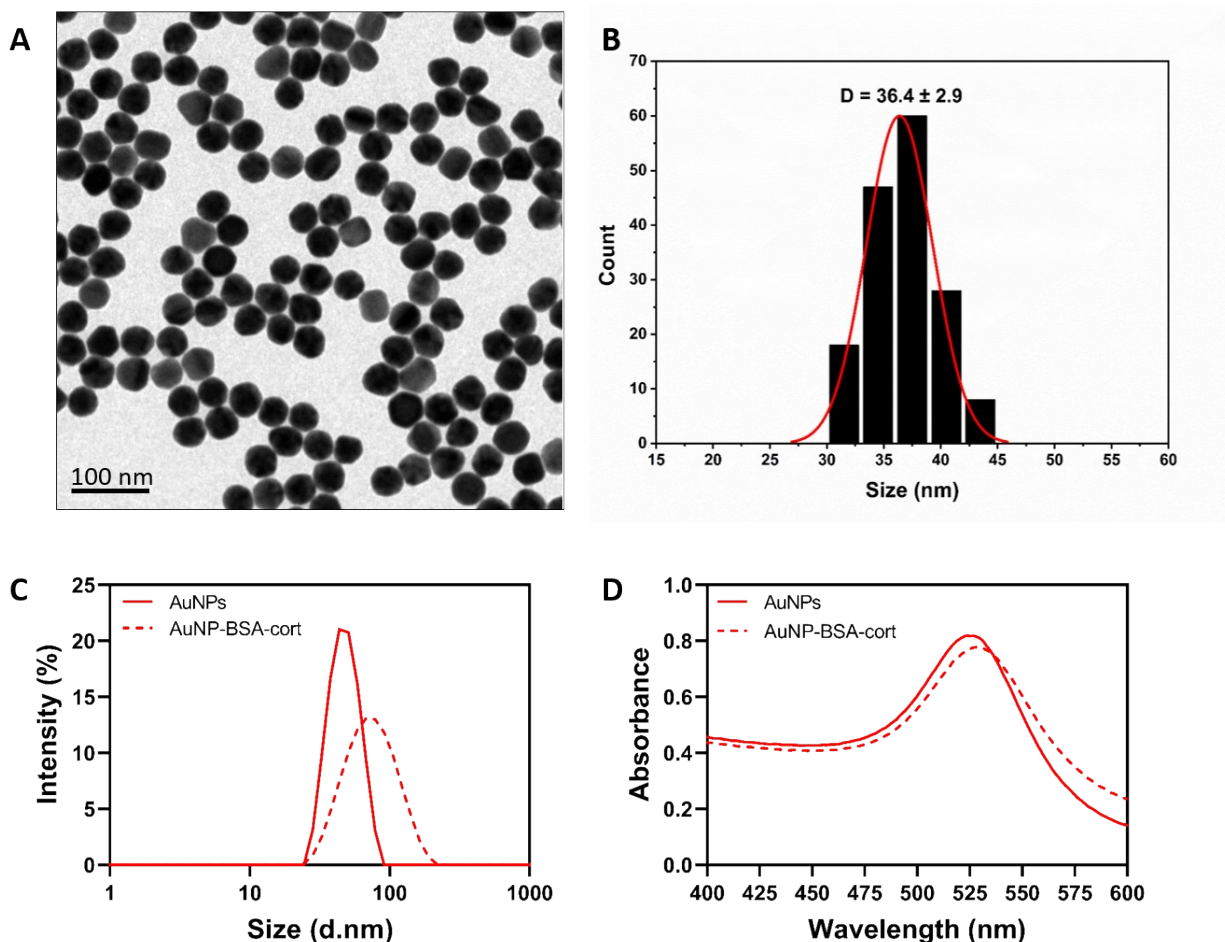 A
100 nm
B
D = 36.4 ± 2.9
Count
70
60
50
40
30
20
10
0
15 20 25 30 35 40 45 50 55 60
Size (nm)
C
AuNPs
AuNP-BSA-cort
Intensity (%)
25
20
15
10
5
0
1 10 100 1000
Size (d.nm)
D
AuNPs
AuNP-BSA-cort
Absorbance
1.0
0.8
0.6
0.4
0.2
0.0
400 425 450 475 500 525 550 575 600
Wavelength (nm)